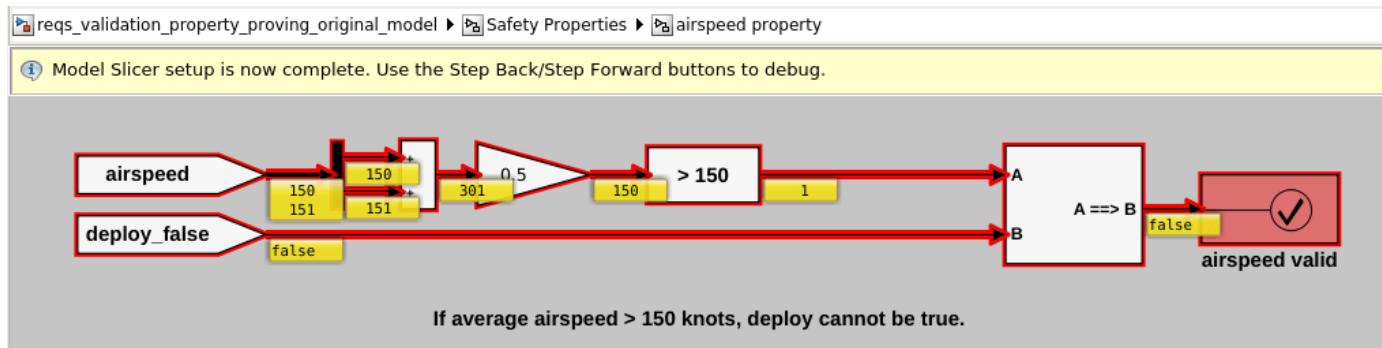 reqs_validation_property_proving_original_model ▶ Safety Properties ▶ airspeed property
Model Slicer setup is now complete. Use the Step Back/Step Forward buttons to debug.
airspeed
150
151
150
151
+
+
301
0.5
150
> 150
1
deploy_false
false
A
B
A ==> B
false
airspeed valid
If average airspeed > 150 knots, deploy cannot be true.